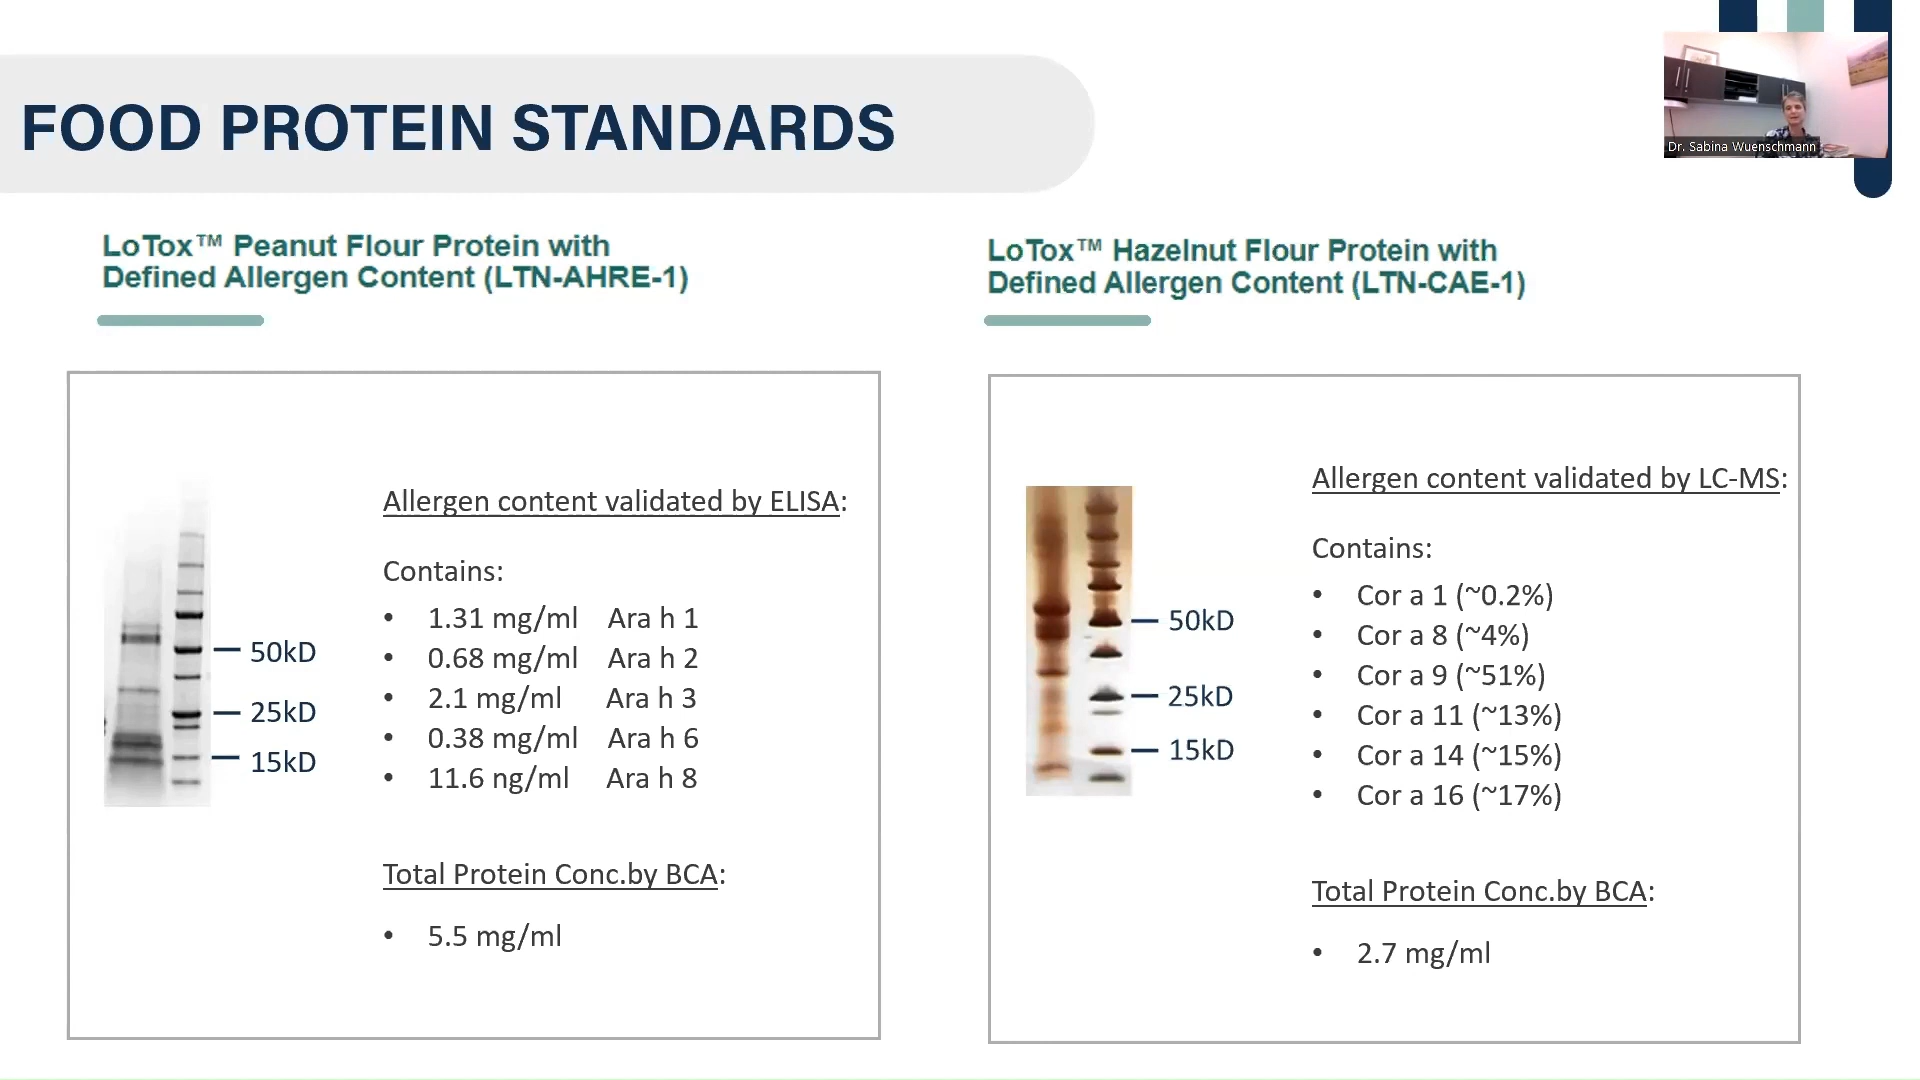 FOOD PROTEIN STANDARDS
Dr. Sabina Wuenschmann
LoTox™ Peanut Flour Protein with
Defined Allergen Content (LTN-AHRE-1)
50kD
25kD
15kD
Allergen content validated by ELISA:
Contains:
• 1.31 mg/ml Ara h 1
• 0.68 mg/ml Ara h 2
• 2.1 mg/ml Ara h 3
• 0.38 mg/ml Ara h 6
• 11.6 ng/ml Ara h 8
Total Protein Conc.by BCA:
• 5.5 mg/ml
LoTox™ Hazelnut Flour Protein with
Defined Allergen Content (LTN-CAE-1)
50kD
25kD
15kD
Allergen content validated by LC-MS:
Contains:
• Cor a 1 (~0.2%)
• Cor a 8 (~4%)
• Cor a 9 (~51%)
• Cor a 11 (~13%)
• Cor a 14 (~15%)
• Cor a 16 (~17%)
Total Protein Conc.by BCA:
• 2.7 mg/ml